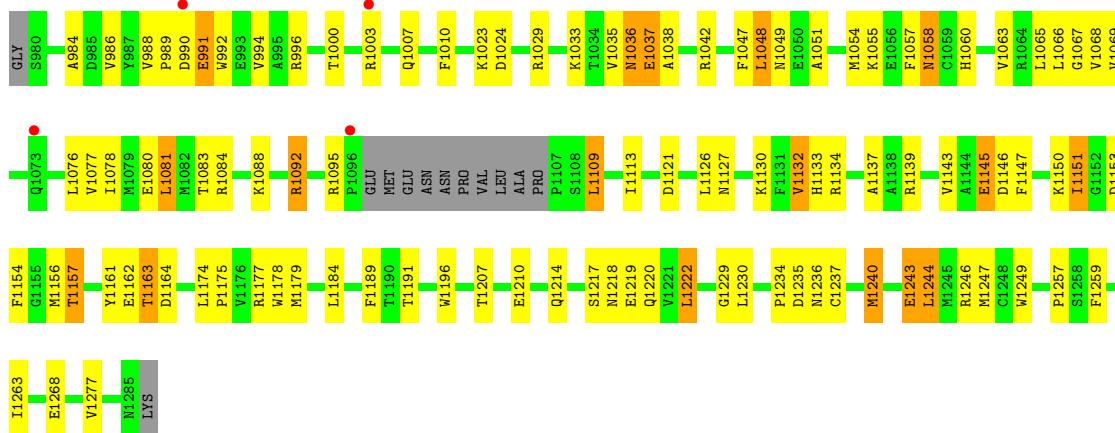 GLY S980 A984 D985 V986 Y987 V988 P989 D990 E991 W992 E993 V994 A995 R996 T1000 R1003 Q1007 F1010 K1023 D1024 R1029 K1033 T1034 V1035 N1036 E1037 A1038 R1042 F1047 L1048 N1049 E1050 A1051 M1054 K1055 E1056 F1057 N1058 C1059 H1060 V1063 R1064 L1065 L1066 G1067 V1068
Q1073 L1076 V1077 I1078 M1079 E1080 L1081 M1082 T1083 R1084 K1088 R1092 R1095 P1096 GLU MET GLU ASN ASN PRO VAL LEU ALA PRO P1107 S1108 L1109 I1113 D1121 L1126 N1127 K1130 F1131 V1132 H1133 R1134 A1137 A1138 R1139 V1143 A1144 E1145 D1146 F1147 K1150 I1151 G1152 D1153
F1154 G1155 M1156 T1157 Y1161 E1162 T1163 D1164 L1174 P1175 V1176 R1177 W1178 M1179 L1184 F1189 T1190 T1191 W1196 T1207 E1210 Q1214 S1217 N1218 E1219 Q1220 V1221 L1222 G1229 L1230 P1234 D1235 N1236 C1237 M1240 E1243 L1244 M1245 R1246 M1247 C1248 W1249 P1257 S1258 F1259
I1263 E1268 V1277 N1285 LYS